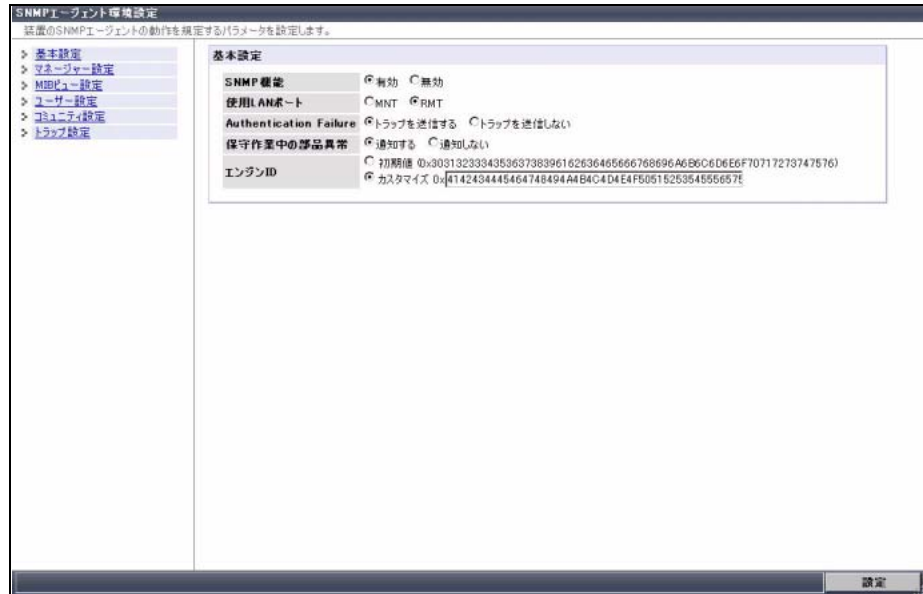 SNMPエージェント環境設定
装置のSNMPエージェントの動作を規定するパラメータを設定します。
基本設定
マネージャー設定
MIBビュー設定
ユーザー設定
コミュニティ設定
トラップ設定
基本設定
SNMP機能 有効 無効
使用LANポート MNT RMT
Authentication Failure トラップを送信する トラップを送信しない
保守作業中の部品異常 通知する 通知しない
エンジンID 初期値 (0x303132333435363738396162636465666768696A6B6C6D6E6F70717273747576)
カスタマイズ 0x 4142434445464748494A4B4C4D4E4F5051525354555657
設定